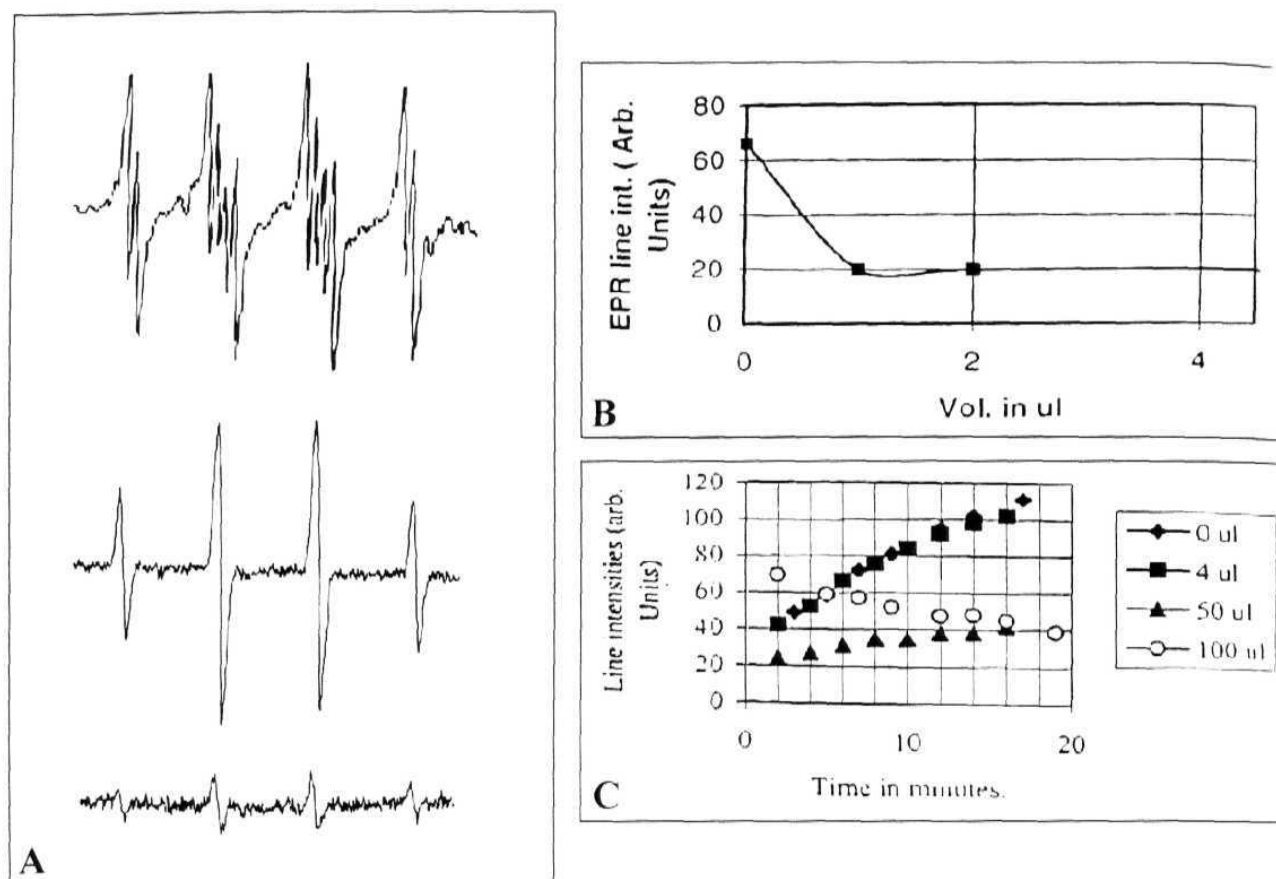 A
80
60
40
20
0
EPR line int. ( Arb.
Units)
0
2
4
Vol. in ul
B
120
100
80
60
40
20
0
Line intensities (arb.
Units)
0
10
20
Time in minutes.
C
0 ul
4 ul
50 ul
100 ul